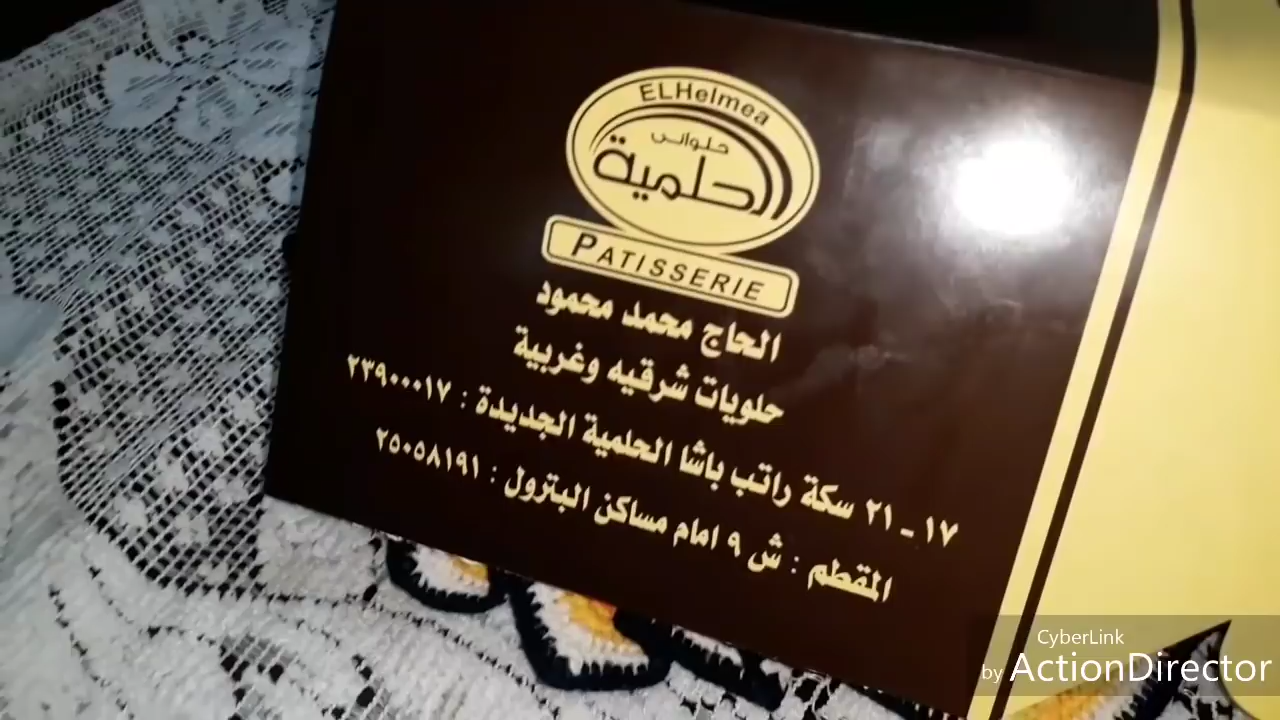 ELHelmea
حلوانى
الحلمية
PATISSERIE
الحاج محمد محمود
حلويات شرقيه وغربية
١٧ - ٢١ سكة راتب باشا الحلمية الجديدة : ٢٣٩٠٠٠١٧
المقطم : ش ٩ امام مساكن البترول : ٢٥٠٥٨١٩١
CyberLink
by ActionDirector